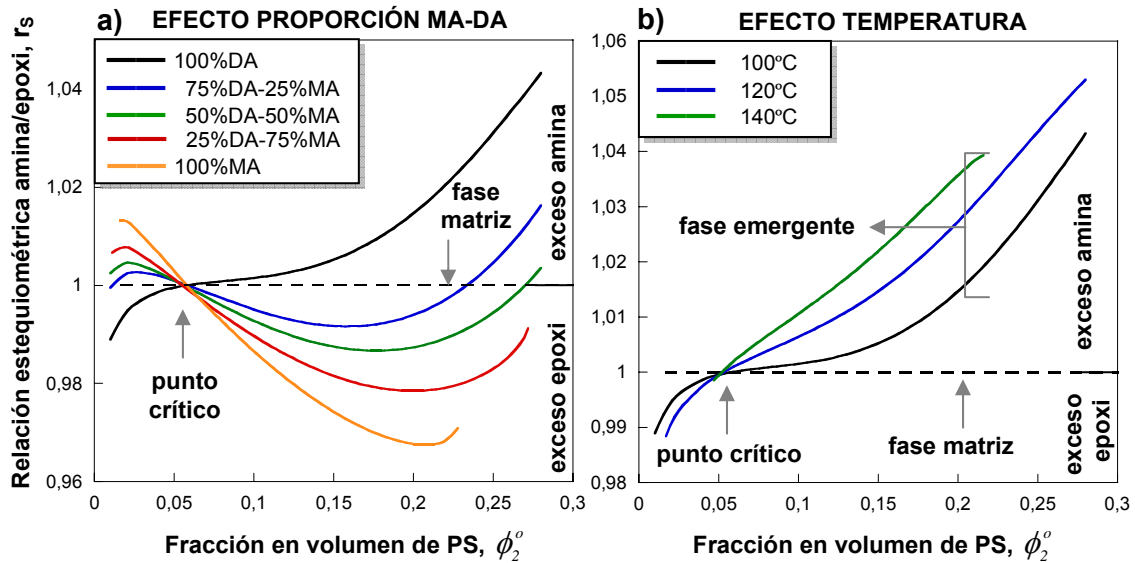 a) EFECTO PROPORCIÓN MA-DA
Relación estequiométrica amina/epoxi, r_S
100%DA
75%DA-25%MA
50%DA-50%MA
25%DA-75%MA
100%MA
fase
matriz
punto
crítico
exceso amina
exceso epoxi
1,04
1,02
1
0,98
0,96
0 0,05 0,1 0,15 0,2 0,25 0,3
Fracción en volumen de PS, ϕ₂ᵒ
b) EFECTO TEMPERATURA
100ºC
120ºC
140ºC
fase emergente
punto crítico
fase matriz
exceso amina
exceso
epoxi
1,06
1,05
1,04
1,03
1,02
1,01
1
0,99
0,98
0 0,05 0,1 0,15 0,2 0,25 0,3
Fracción en volumen de PS, ϕ₂ᵒ